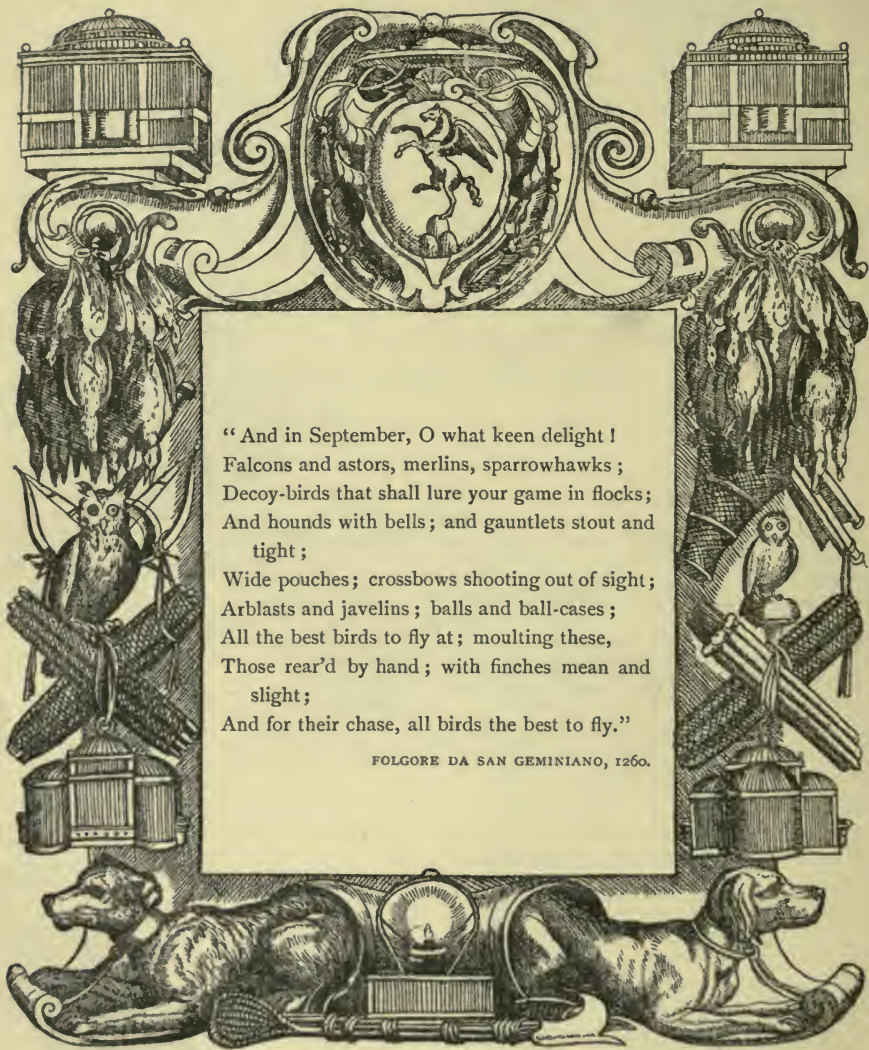 “And in September, O what keen delight!
Falcons and astors, merlins, sparrowhawks;
Decoy-birds that shall lure your game in flocks;
And hounds with bells; and gauntlets stout and
tight;
Wide pouches; crossbows shooting out of sight;
Arblasts and javelins; balls and ball-cases;
All the best birds to fly at; moulting these,
Those rear’d by hand; with finches mean and
slight;
And for their chase, all birds the best to fly.”
FOLGORE DA SAN GEMINIANO, 1260.